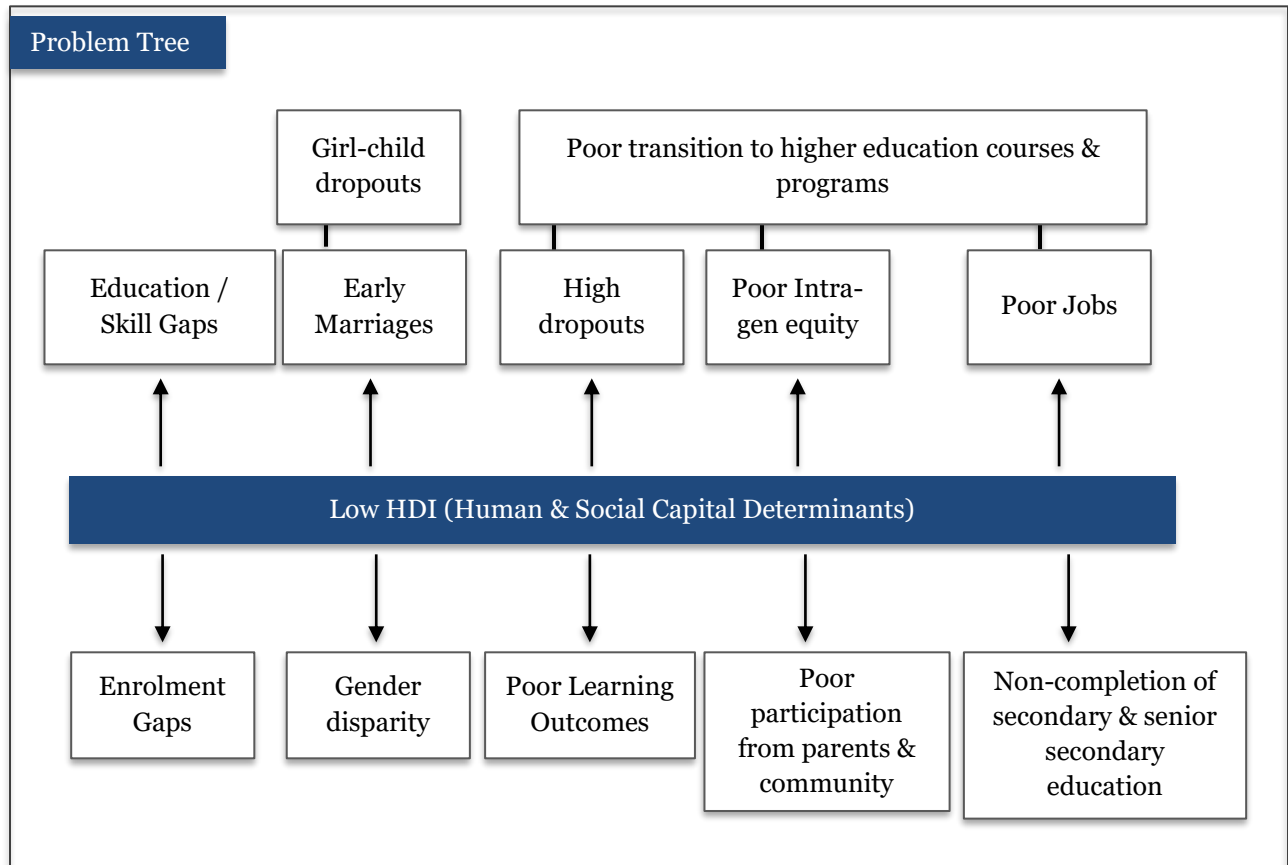 Problem Tree
Girl-child
dropouts
Poor transition to higher education courses &
programs
Education /
Skill Gaps
Early
Marriages
High
dropouts
Poor Intra-
gen equity
Poor Jobs
Low HDI (Human & Social Capital Determinants)
Enrolment
Gaps
Gender
disparity
Poor Learning
Outcomes
Poor
participation
from parents &
community
Non-completion of
secondary & senior
secondary
education